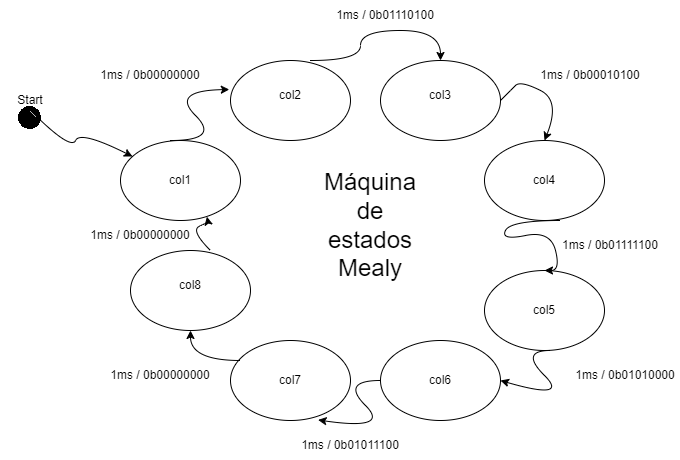 1ms / 0b01110100
1ms / 0b00000000
col2
col3
1ms / 0b00010100
Start
col1
Máquina
de
estados
Mealy
col4
1ms / 0b00000000
1ms / 0b01111100
col8
col5
1ms / 0b00000000
col7
col6
1ms / 0b01010000
1ms / 0b01011100